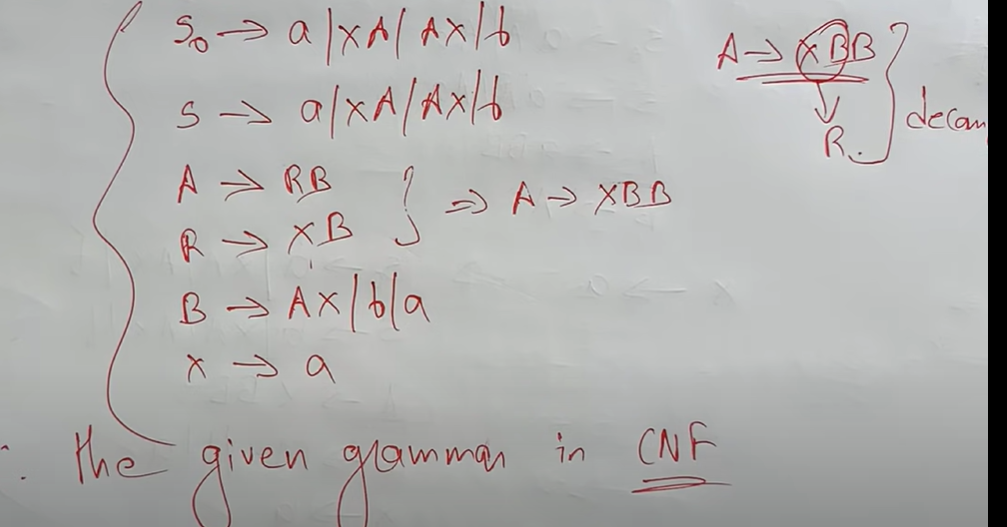 S₀ → a | XA | AX | b
S → a | XA | AX | b
A → RB
R → XB
} ⇒ A → XBB
B → AX | b | a
X → a
A → XBB
R.
} decom
the given grammar in CNF